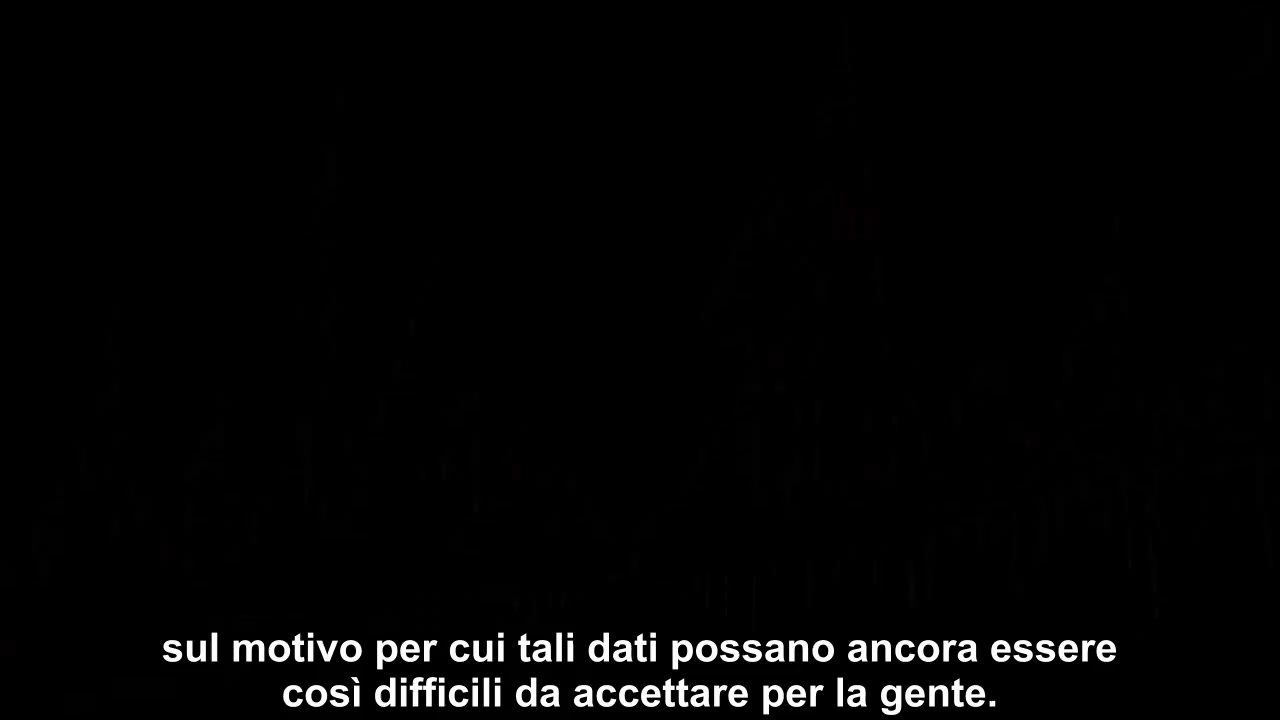 sul motivo per cui tali dati possano ancora essere
così difficili da accettare per la gente.